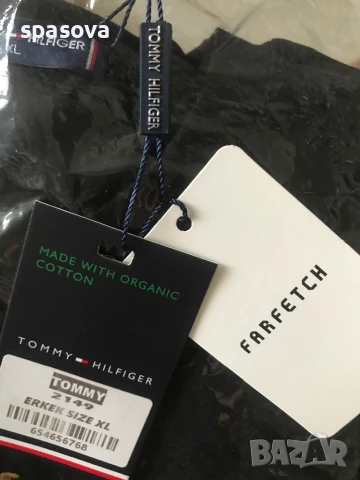 spasova
HILFIGER
XL
TOMMY HILFIGER
MADE WITH ORGANIC
COTTON
TOMMY HILFIGER
TOMMY
2149
ERKEK SIZE XL
654656768
FARFETCH
BAZAR